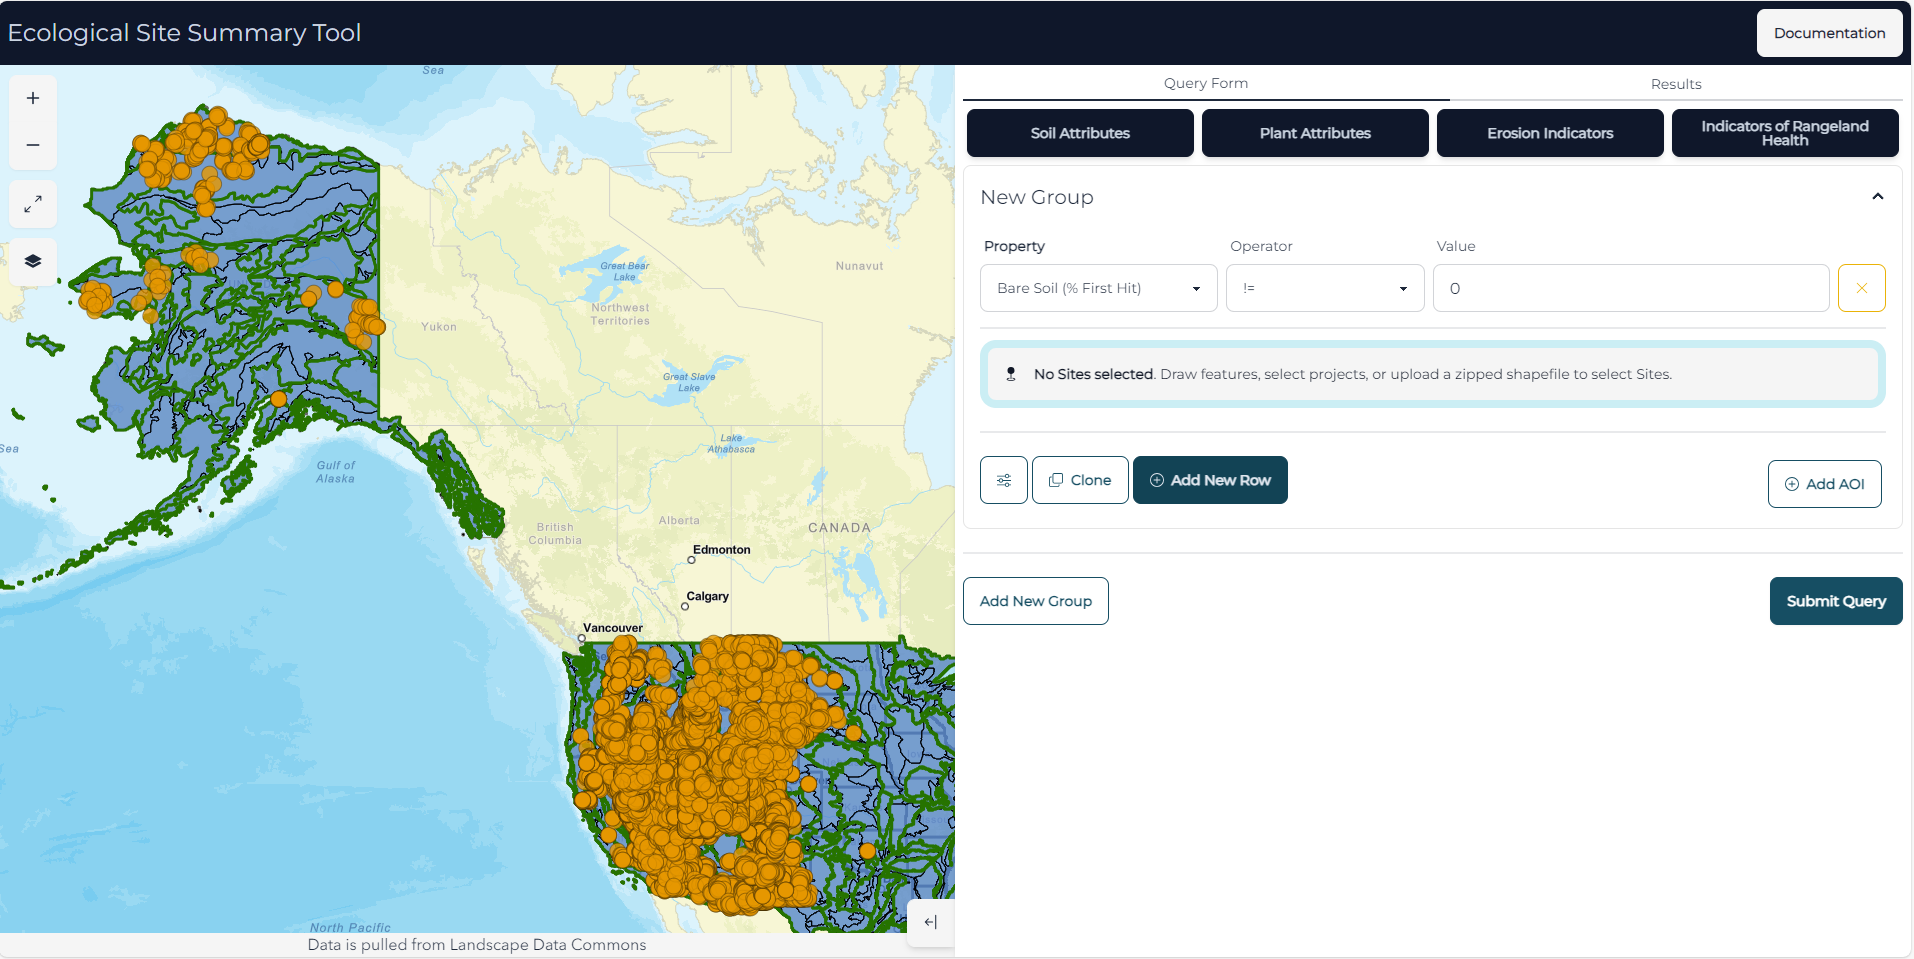 Ecological Site Summary Tool
Documentation
Query Form
Results
Soil Attributes
Plant Attributes
Erosion Indicators
Indicators of Rangeland
Health
New Group
Property
Operator
Value
Bare Soil (% First Hit)
!=
0
No Sites selected. Draw features, select projects, or upload a zipped shapefile to select Sites.
Clone
Add New Row
Add AOI
Add New Group
Submit Query
Sea
Great Bear
Lake
Nunavut
Northwest
Territories
Yukon
Great Slave
Lake
Lake
Athabasca
Sea
Gulf of
Alaska
British
Columbia
Alberta
CANADA
Edmonton
Calgary
Vancouver
North Pacific
Data is pulled from Landscape Data Commons